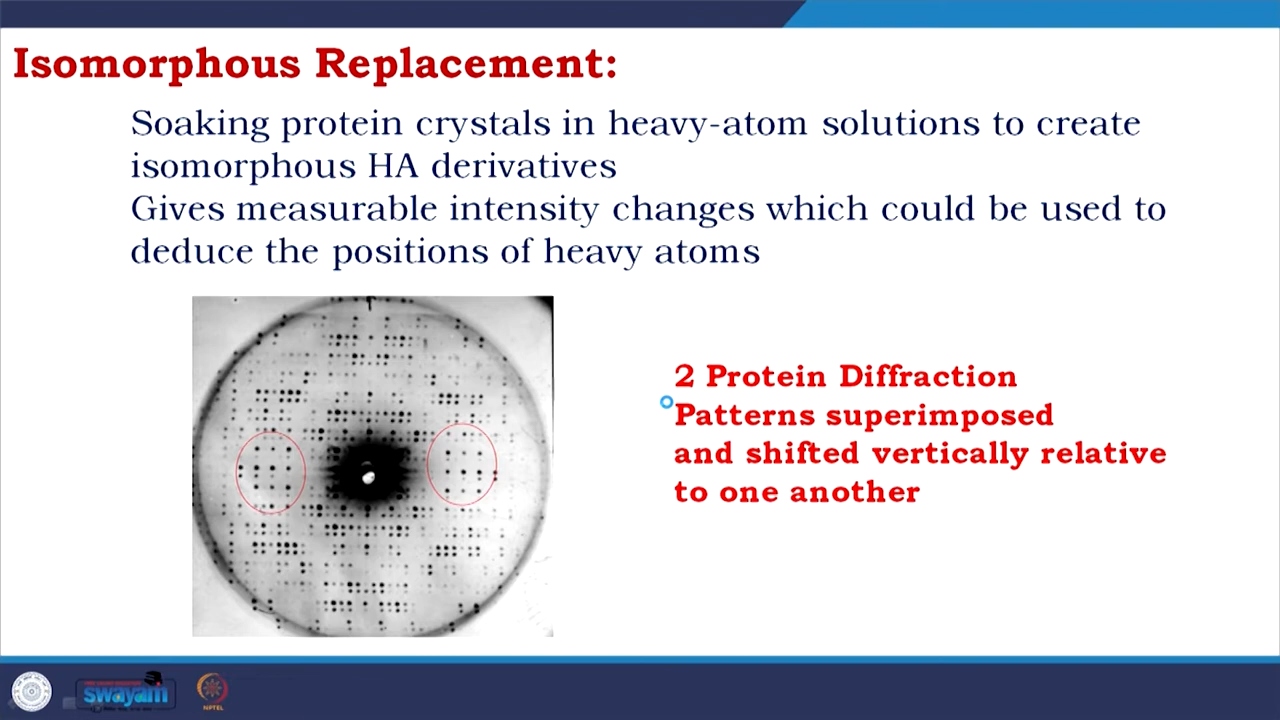 Isomorphous Replacement:
Soaking protein crystals in heavy-atom solutions to create
isomorphous HA derivatives
Gives measurable intensity changes which could be used to
deduce the positions of heavy atoms
2 Protein Diffraction
Patterns superimposed
and shifted vertically relative
to one another
swayam
NPTEL